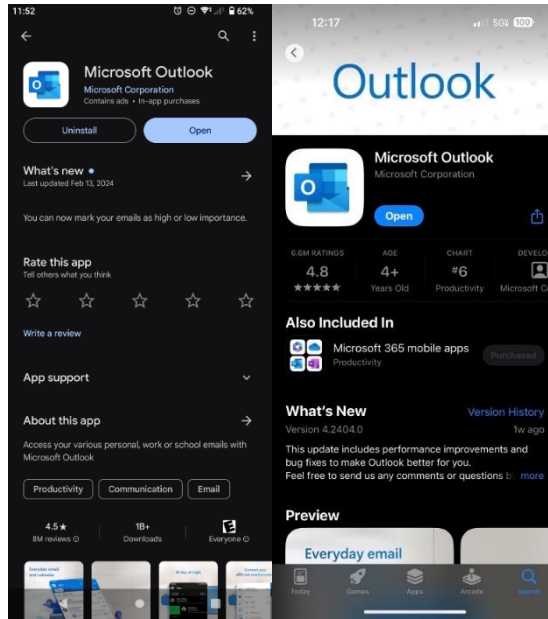 11:52
62%
Microsoft Outlook
Microsoft Corporation
Contains ads • In-app purchases
Uninstall
Open
What's new •
Last updated Feb 13, 2024
You can now mark your emails as high or low importance.
Rate this app
Tell others what you think
Write a review
App support
About this app
Access your various personal, work or school emails with
Microsoft Outlook
Productivity
Communication
Email
4.5★
1B+
8M reviews
Downloads
Everyone
Everyday email
and calendar
12:17
5G 100
Outlook
Microsoft Outlook
Microsoft Corporation
Open
6.6M RATINGS
AGE
CHART
DEVELO
4.8
4+
#6
★★★★★
Years Old
Productivity
Microsoft Co
Also Included In
Microsoft 365 mobile apps
Productivity
Purchased
What's New
Version History
Version 4.2404.0
1w ago
This update includes performance improvements and
bug fixes to make Outlook better for you.
Feel free to send us any comments or questions b more
Preview
Everyday email
Today
Games
Apps
Arcade
Search